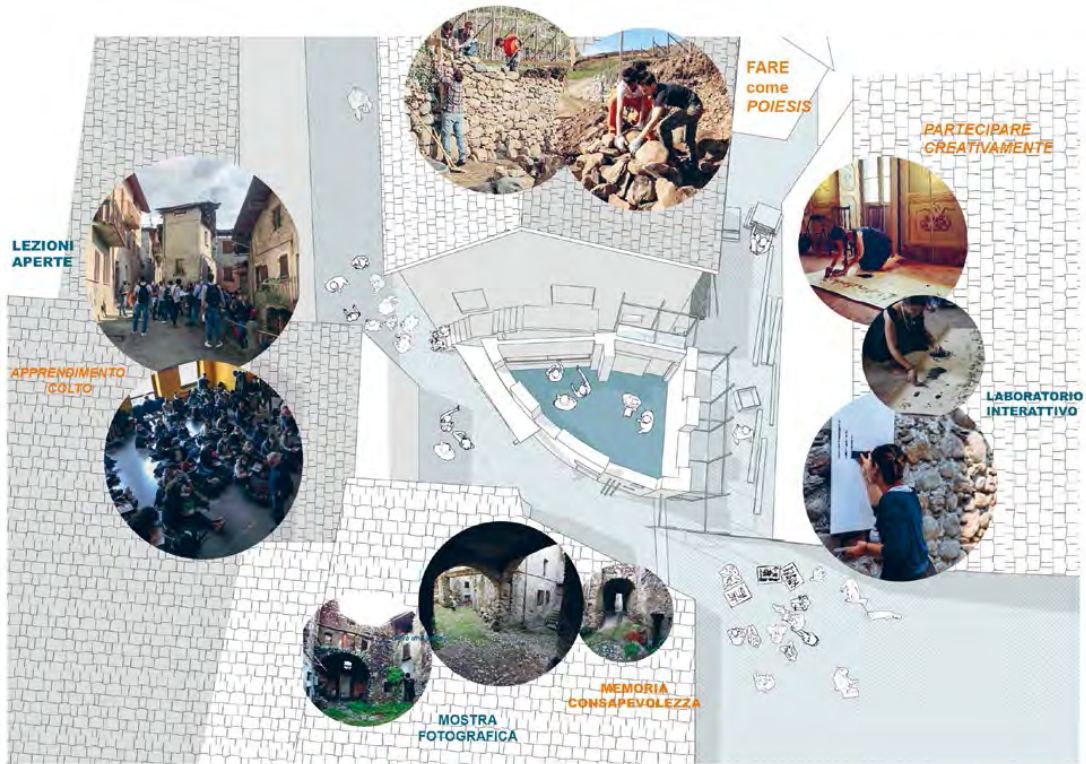 FARE
come
POIESIS
PARTECIPARE
CREATIVAMENTE
LEZIONI
APERTE
APPRENDIMENTO
COLTO
LABORATORIO
INTERATTIVO
MEMORIA
CONSAPEVOLEZZA
MOSTRA
FOTOGRAFICA